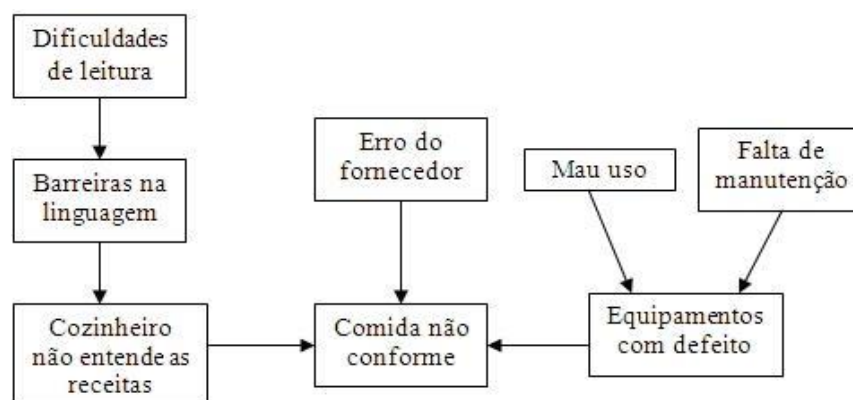 Dificuldades
de leitura
Barreiras na
linguagem
Cozinheiro
não entende as
receitas
Erro do
fornecedor
Comida não
conforme
Mau uso
Falta de
manutenção
Equipamentos
com defeito